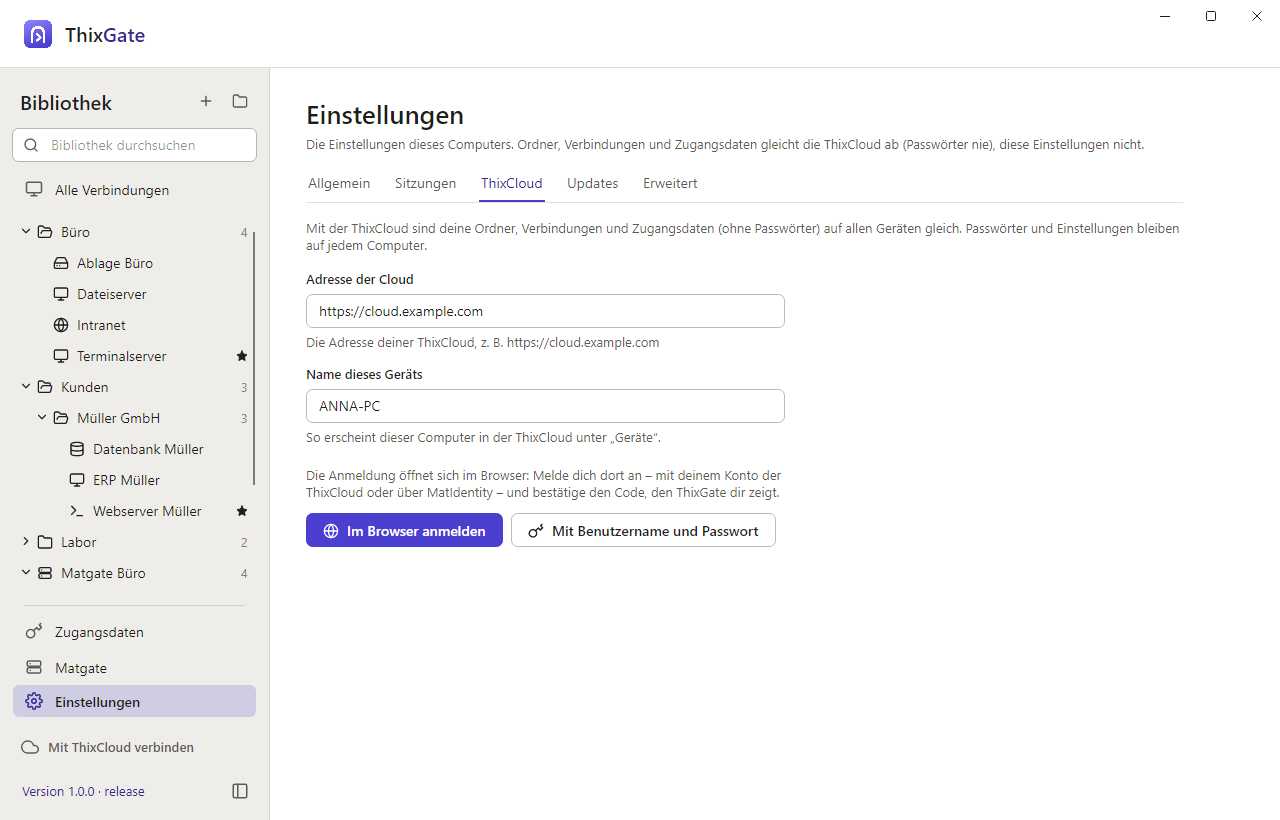 ThixGate
Bibliothek
Bibliothek durchsuchen
Alle Verbindungen
Büro 4
Ablage Büro
Dateiserver
Intranet
Terminalserver
Kunden 3
Müller GmbH 3
Datenbank Müller
ERP Müller
Webserver Müller
Labor 2
Matgate Büro 4
Zugangsdaten
Matgate
Einstellungen
Mit ThixCloud verbinden
Version 1.0.0 · release
Einstellungen
Die Einstellungen dieses Computers. Ordner, Verbindungen und Zugangsdaten gleicht die ThixCloud ab (Passwörter nie), diese Einstellungen nicht.
Allgemein Sitzungen ThixCloud Updates Erweitert
Mit der ThixCloud sind deine Ordner, Verbindungen und Zugangsdaten (ohne Passwörter) auf allen Geräten gleich. Passwörter und Einstellungen bleiben
auf jedem Computer.
Adresse der Cloud
https://cloud.example.com
Die Adresse deiner ThixCloud, z. B. https://cloud.example.com
Name dieses Geräts
ANNA-PC
So erscheint dieser Computer in der ThixCloud unter „Geräte“.
Die Anmeldung öffnet sich im Browser: Melde dich dort an – mit deinem Konto der
ThixCloud oder über MatIdentity – und bestätige den Code, den ThixGate dir zeigt.
Im Browser anmelden
Mit Benutzername und Passwort